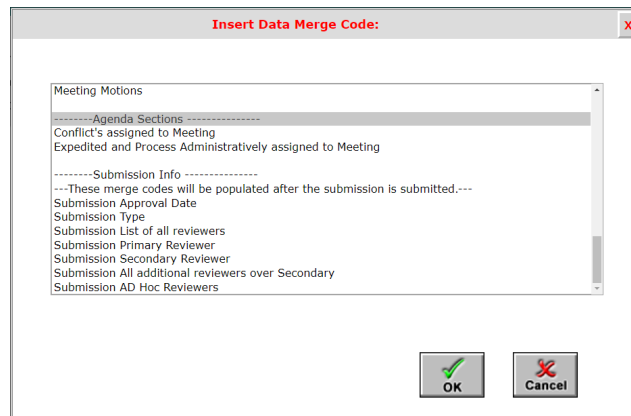 Insert Data Merge Code:
X
Meeting Motions
--------Agenda Sections ---------------
Conflict's assigned to Meeting
Expedited and Process Administratively assigned to Meeting
--------Submission Info ---------------
---These merge codes will be populated after the submission is submitted.---
Submission Approval Date
Submission Type
Submission List of all reviewers
Submission Primary Reviewer
Submission Secondary Reviewer
Submission All additional reviewers over Secondary
Submission AD Hoc Reviewers
OK
Cancel